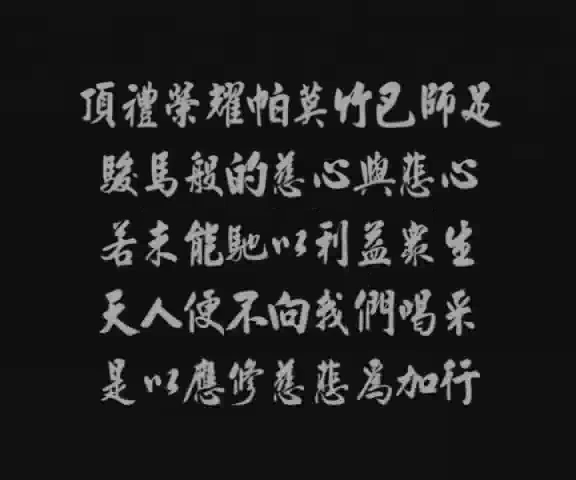 頂禮榮耀帕莫竹巴師足
駿馬般的慈心與悲心
若未能馳以利益眾生
天人便不向我們喝采
是以應修慈悲為加行